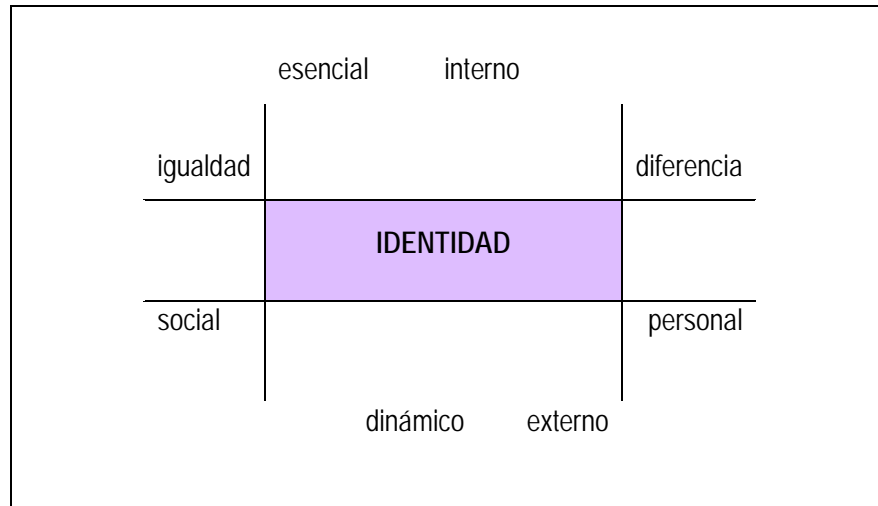 esencial interno
igualdad diferencia
IDENTIDAD
social personal
dinámico externo